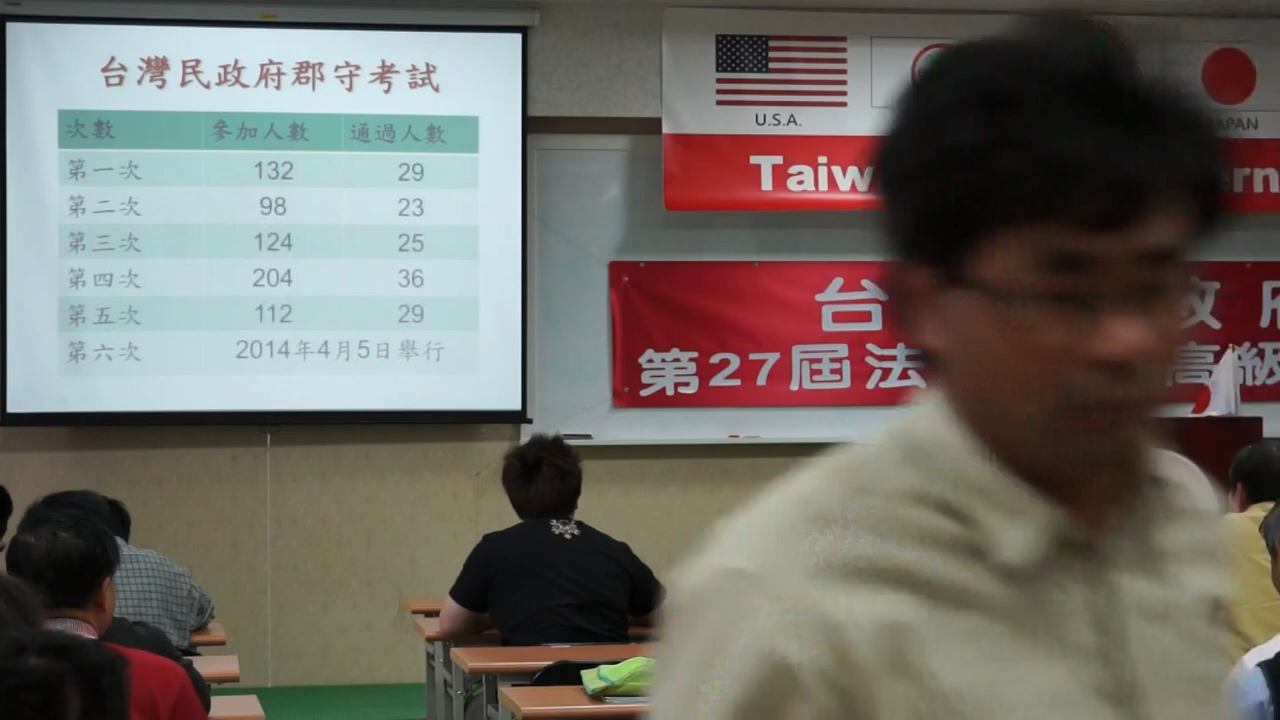 台灣民政府郡守考試
次數 參加人數 通過人數
第一次 132 29
第二次 98 23
第三次 124 25
第四次 204 36
第五次 112 29
第六次 2014年4月5日舉行
U.S.A.
APAN
Taiw
ern
台 政府
第27屆法 高級